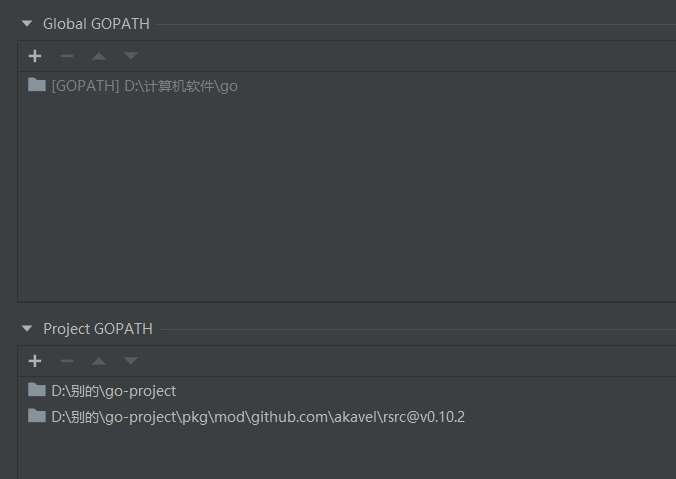 Global GOPATH
[GOPATH] D:\计算机软件\go
Project GOPATH
D:\别的\go-project
D:\别的\go-project\pkg\mod\github.com\akavel\rsrc@v0.10.2